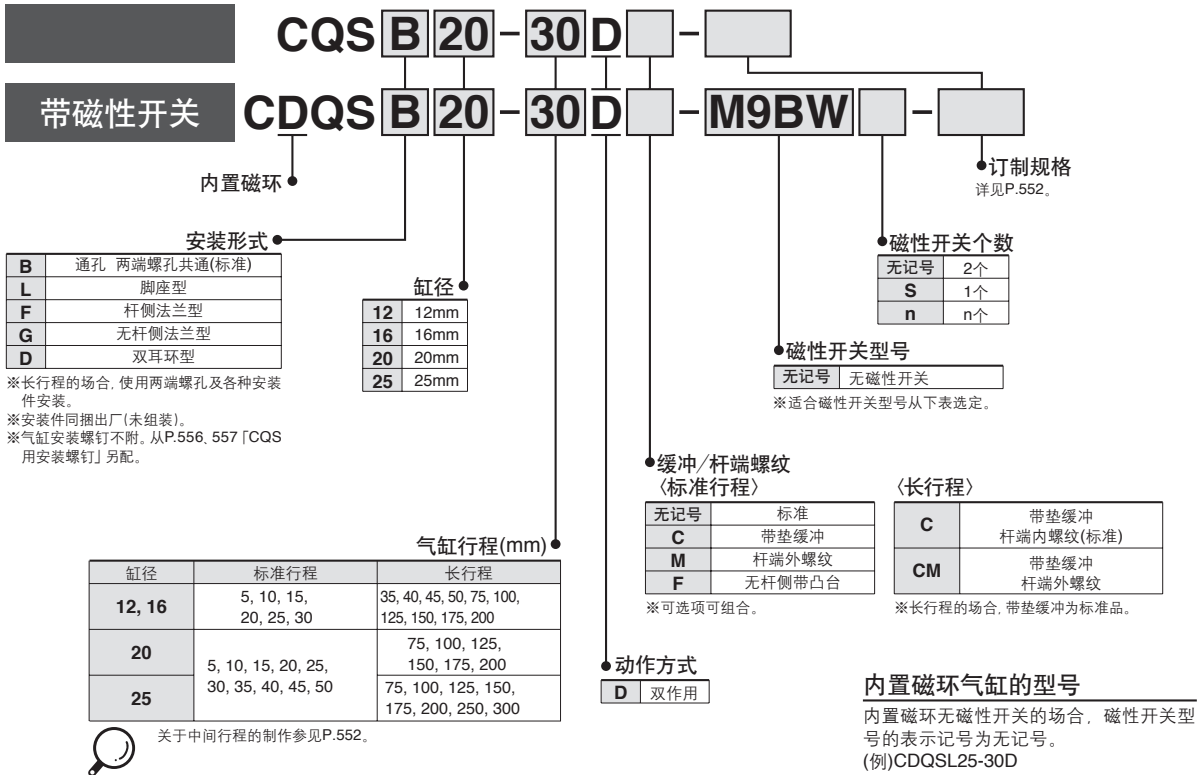 CQS B 20 - 30 D -
带磁性开关 CDQS B 20 - 30 D - M9BW -
内置磁环
订制规格
详见P.552。
安装形式
B 通孔 两端螺孔共通(标准)
L 脚座型
F 杆侧法兰型
G 无杆侧法兰型
D 双耳环型
※长行程的场合, 使用两端螺孔及各种安装
件安装。
※安装件同捆出厂(未组装)。
※气缸安装螺钉不附。从P.556、557「CQS
用安装螺钉」另配。
缸径
12 12mm
16 16mm
20 20mm
25 25mm
磁性开关个数
无记号 2个
S 1个
n n个
磁性开关型号
无记号 无磁性开关
※适合磁性开关型号从下表选定。
缓冲/杆端螺纹
〈标准行程〉
无记号 标准
C 带垫缓冲
M 杆端外螺纹
F 无杆侧带凸台
※可选项可组合。
〈长行程〉
C 带垫缓冲
杆端内螺纹(标准)
CM 带垫缓冲
杆端外螺纹
※长行程的场合, 带垫缓冲为标准品。
气缸行程(mm)
缸径 标准行程 长行程
12, 16 5, 10, 15, 20, 25, 30 35, 40, 45, 50, 75, 100, 125, 150, 175, 200
20 5, 10, 15, 20, 25, 30, 35, 40, 45, 50 75, 100, 125, 150, 175, 200
25 75, 100, 125, 150, 175, 200, 250, 300
关于中间行程的制作参见P.552。
动作方式
D 双作用
内置磁环气缸的型号
内置磁环无磁性开关的场合, 磁性开关型
号的表示记号为无记号。
(例)CDQSL25-30D